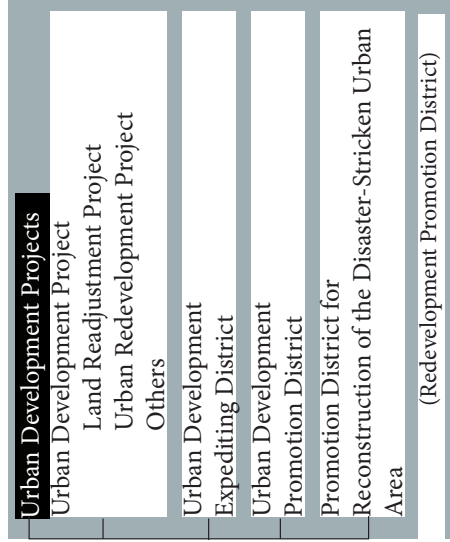 Urban Development Projects
Urban Development Project
Land Readjustment Project
Urban Redevelopment Project
Others
Urban Development
Expediting District
Urban Development
Promotion District
Promotion District for
Reconstruction of the Disaster-Stricken Urban
Area
(Redevelopment Promotion District)